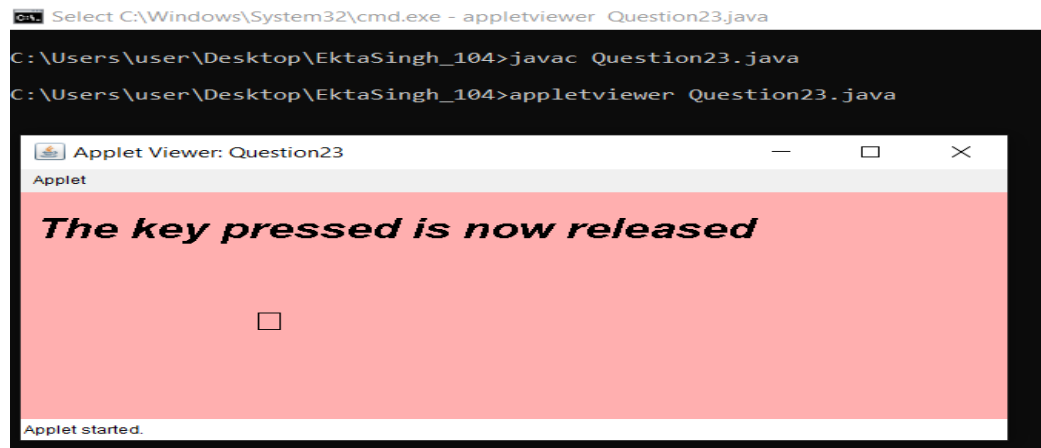 Select C:\Windows\System32\cmd.exe - appletviewer Question23.java
C:\Users\user\Desktop\EktaSingh_104>javac Question23.java
C:\Users\user\Desktop\EktaSingh_104>appletviewer Question23.java
Applet Viewer: Question23
Applet
The key pressed is now released
Applet started.